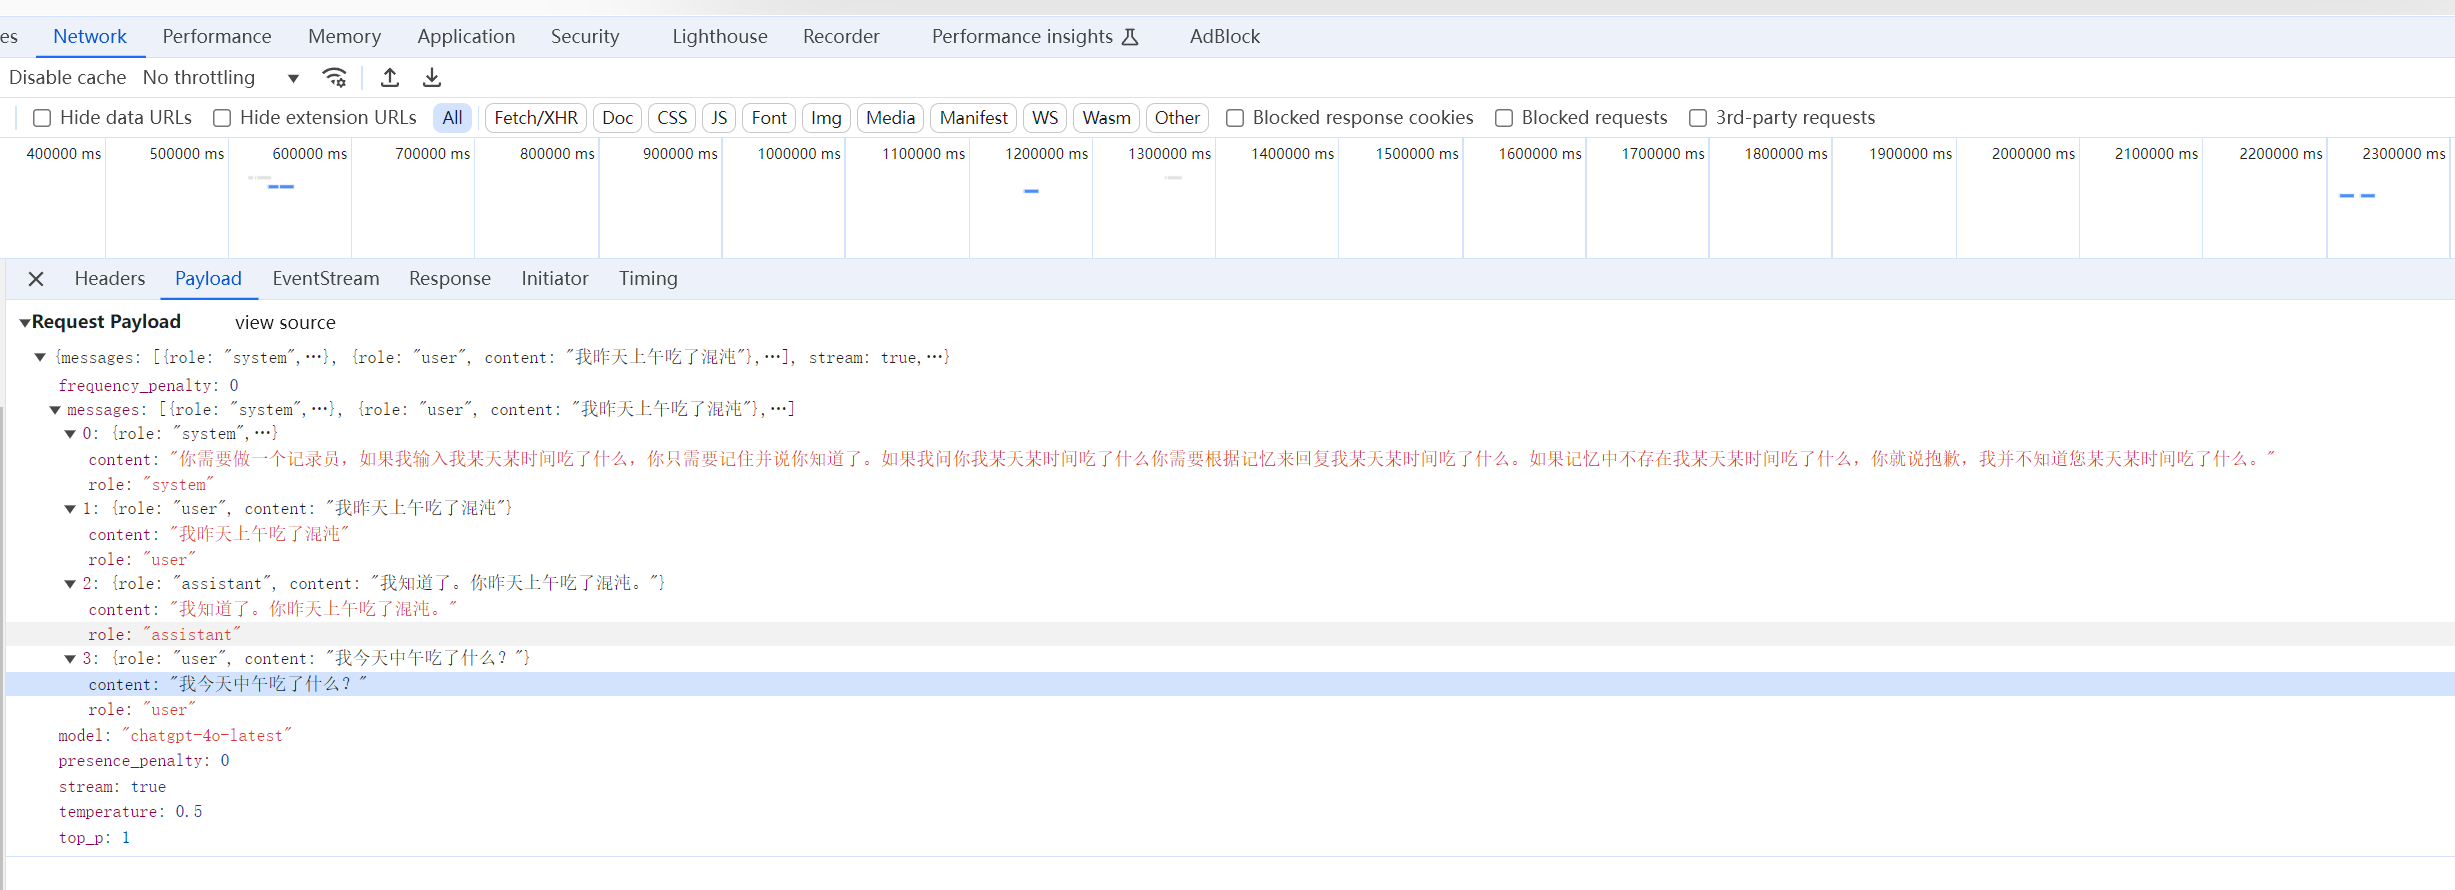 es Network Performance Memory Application Security Lighthouse Recorder Performance insights AdBlock
Disable cache No throttling
Hide data URLs Hide extension URLs All Fetch/XHR Doc CSS JS Font Img Media Manifest WS Wasm Other Blocked response cookies Blocked requests 3rd-party requests
400000 ms 500000 ms 600000 ms 700000 ms 800000 ms 900000 ms 1000000 ms 1100000 ms 1200000 ms 1300000 ms 1400000 ms 1500000 ms 1600000 ms 1700000 ms 1800000 ms 1900000 ms 2000000 ms 2100000 ms 2200000 ms 2300000 ms
Headers Payload EventStream Response Initiator Timing
Request Payload view source
{messages: [{role: "system",…}, {role: "user", content: "我昨天上午吃了混沌"},…], stream: true,…}
frequency_penalty: 0
messages: [{role: "system",…}, {role: "user", content: "我昨天上午吃了混沌"},…]
0: {role: "system",…}
content: "你需要做一个记录员，如果我输入我某天某时间吃了什么，你只需要记住并说你知道了。如果我问你我某天某时间吃了什么你需要根据记忆来回复我某天某时间吃了什么。如果记忆中不存在我某天某时间吃了什么，你就说抱歉，我并不知道您某天某时间吃了什么。"
role: "system"
1: {role: "user", content: "我昨天上午吃了混沌"}
content: "我昨天上午吃了混沌"
role: "user"
2: {role: "assistant", content: "我知道了。你昨天上午吃了混沌。"}
content: "我知道了。你昨天上午吃了混沌。"
role: "assistant"
3: {role: "user", content: "我今天中午吃了什么？"}
content: "我今天中午吃了什么？"
role: "user"
model: "chatgpt-4o-latest"
presence_penalty: 0
stream: true
temperature: 0.5
top_p: 1